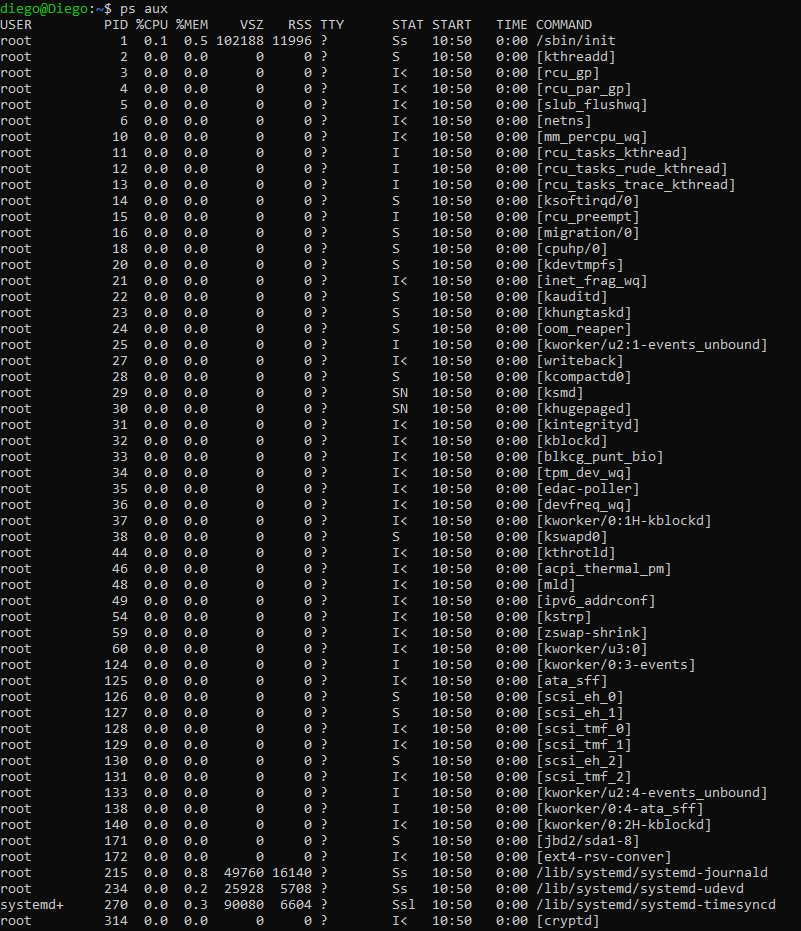 diego@Diego:~$ ps aux
USER         PID %CPU %MEM    VSZ   RSS TTY      STAT START   TIME COMMAND
root           1  0.1  0.5 102188 11996 ?        Ss   10:50   0:00 /sbin/init
root           2  0.0  0.0      0     0 ?        S    10:50   0:00 [kthreadd]
root           3  0.0  0.0      0     0 ?        I<   10:50   0:00 [rcu_gp]
root           4  0.0  0.0      0     0 ?        I<   10:50   0:00 [rcu_par_gp]
root           5  0.0  0.0      0     0 ?        I<   10:50   0:00 [slub_flushwq]
root           6  0.0  0.0      0     0 ?        I<   10:50   0:00 [netns]
root          10  0.0  0.0      0     0 ?        I<   10:50   0:00 [mm_percpu_wq]
root          11  0.0  0.0      0     0 ?        I    10:50   0:00 [rcu_tasks_kthread]
root          12  0.0  0.0      0     0 ?        I    10:50   0:00 [rcu_tasks_rude_kthread]
root          13  0.0  0.0      0     0 ?        I    10:50   0:00 [rcu_tasks_trace_kthread]
root          14  0.0  0.0      0     0 ?        S    10:50   0:00 [ksoftirqd/0]
root          15  0.0  0.0      0     0 ?        I    10:50   0:00 [rcu_preempt]
root          16  0.0  0.0      0     0 ?        S    10:50   0:00 [migration/0]
root          18  0.0  0.0      0     0 ?        S    10:50   0:00 [cpuhp/0]
root          20  0.0  0.0      0     0 ?        S    10:50   0:00 [kdevtmpfs]
root          21  0.0  0.0      0     0 ?        I<   10:50   0:00 [inet_frag_wq]
root          22  0.0  0.0      0     0 ?        S    10:50   0:00 [kauditd]
root          23  0.0  0.0      0     0 ?        S    10:50   0:00 [khungtaskd]
root          24  0.0  0.0      0     0 ?        S    10:50   0:00 [oom_reaper]
root          25  0.0  0.0      0     0 ?        I    10:50   0:00 [kworker/u2:1-events_unbound]
root          27  0.0  0.0      0     0 ?        I<   10:50   0:00 [writeback]
root          28  0.0  0.0      0     0 ?        S    10:50   0:00 [kcompactd0]
root          29  0.0  0.0      0     0 ?        SN   10:50   0:00 [ksmd]
root          30  0.0  0.0      0     0 ?        SN   10:50   0:00 [khugepaged]
root          31  0.0  0.0      0     0 ?        I<   10:50   0:00 [kintegrityd]
root          32  0.0  0.0      0     0 ?        I<   10:50   0:00 [kblockd]
root          33  0.0  0.0      0     0 ?        I<   10:50   0:00 [blkcg_punt_bio]
root          34  0.0  0.0      0     0 ?        I<   10:50   0:00 [tpm_dev_wq]
root          35  0.0  0.0      0     0 ?        I<   10:50   0:00 [edac-poller]
root          36  0.0  0.0      0     0 ?        I<   10:50   0:00 [devfreq_wq]
root          37  0.0  0.0      0     0 ?        I<   10:50   0:00 [kworker/0:1H-kblockd]
root          38  0.0  0.0      0     0 ?        S    10:50   0:00 [kswapd0]
root          44  0.0  0.0      0     0 ?        I<   10:50   0:00 [kthrotld]
root          46  0.0  0.0      0     0 ?        I<   10:50   0:00 [acpi_thermal_pm]
root          48  0.0  0.0      0     0 ?        I<   10:50   0:00 [mld]
root          49  0.0  0.0      0     0 ?        I<   10:50   0:00 [ipv6_addrconf]
root          54  0.0  0.0      0     0 ?        I<   10:50   0:00 [kstrp]
root          59  0.0  0.0      0     0 ?        I<   10:50   0:00 [zswap-shrink]
root          60  0.0  0.0      0     0 ?        I<   10:50   0:00 [kworker/u3:0]
root         124  0.0  0.0      0     0 ?        I    10:50   0:00 [kworker/0:3-events]
root         125  0.0  0.0      0     0 ?        I<   10:50   0:00 [ata_sff]
root         126  0.0  0.0      0     0 ?        S    10:50   0:00 [scsi_eh_0]
root         127  0.0  0.0      0     0 ?        S    10:50   0:00 [scsi_eh_1]
root         128  0.0  0.0      0     0 ?        I<   10:50   0:00 [scsi_tmf_0]
root         129  0.0  0.0      0     0 ?        I<   10:50   0:00 [scsi_tmf_1]
root         130  0.0  0.0      0     0 ?        S    10:50   0:00 [scsi_eh_2]
root         131  0.0  0.0      0     0 ?        I<   10:50   0:00 [scsi_tmf_2]
root         133  0.0  0.0      0     0 ?        I    10:50   0:00 [kworker/u2:4-events_unbound]
root         138  0.0  0.0      0     0 ?        I    10:50   0:00 [kworker/0:4-ata_sff]
root         140  0.0  0.0      0     0 ?        I<   10:50   0:00 [kworker/0:2H-kblockd]
root         171  0.0  0.0      0     0 ?        S    10:50   0:00 [jbd2/sda1-8]
root         172  0.0  0.0      0     0 ?        I<   10:50   0:00 [ext4-rsv-conver]
root         215  0.0  0.8  49760 16140 ?        Ss   10:50   0:00 /lib/systemd/systemd-journald
root         234  0.0  0.2  25928  5708 ?        Ss   10:50   0:00 /lib/systemd/systemd-udevd
systemd+     270  0.0  0.3  90080  6604 ?        Ssl  10:50   0:00 /lib/systemd/systemd-timesyncd
root         314  0.0  0.0      0     0 ?        I<   10:50   0:00 [cryptd]